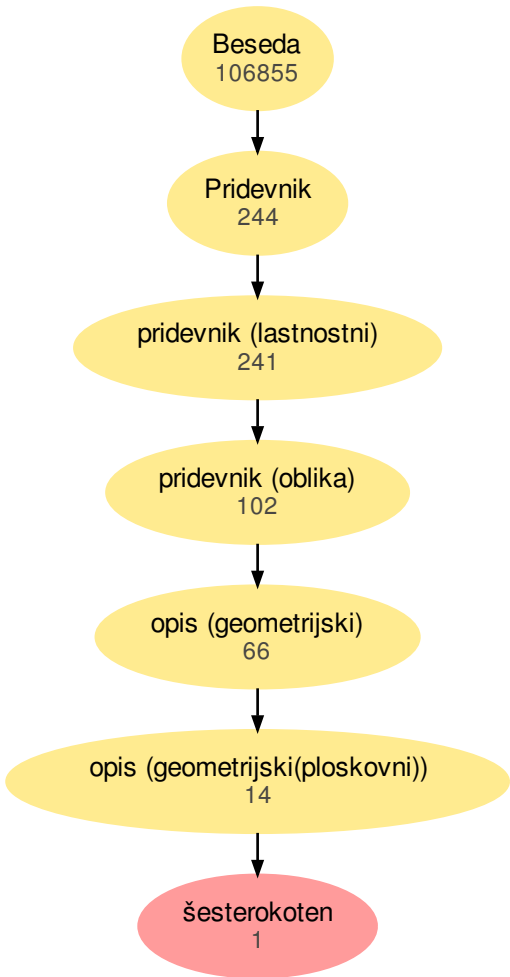 Beseda
106855
Pridevnik
244
pridevnik (lastnostni)
241
pridevnik (oblika)
102
opis (geometrijski)
66
opis (geometrijski(ploskovni))
14
šesterokoten
1